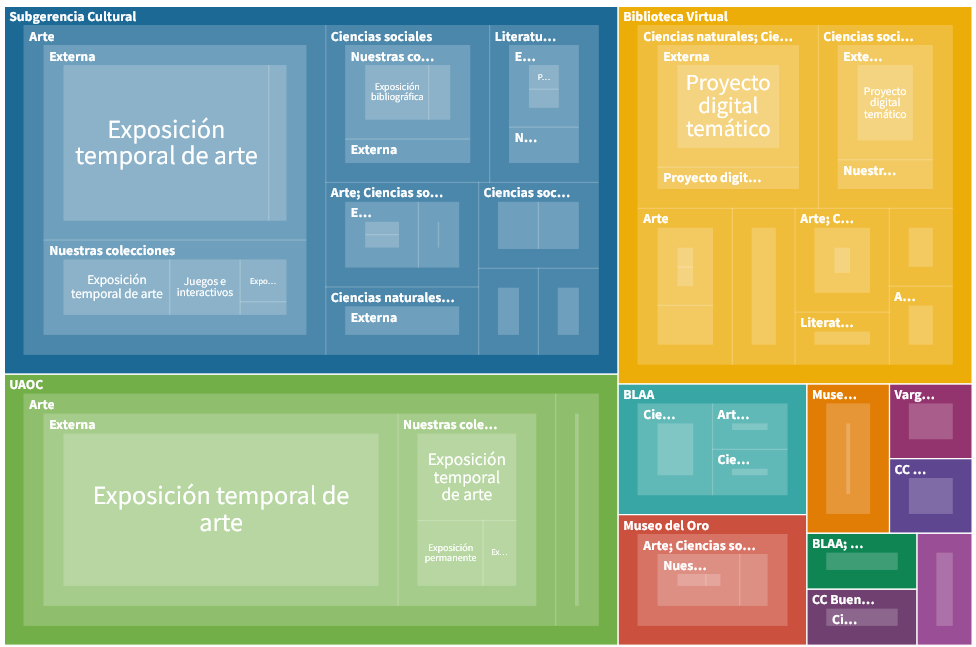 Subgerencia Cultural
Arte
Externa
Exposición
temporal de arte
Nuestras colecciones
Exposición
temporal de arte
Juegos e
interactivos
Expo...
Ciencias sociales
Nuestras co...
Exposición
bibliográfica
Externa
Literatu...
E...
P...
N...
Arte; Ciencias so...
E...
Ciencias soc...
Ciencias naturales...
Externa
Biblioteca Virtual
Ciencias naturales; Cie...
Externa
Proyecto
digital
temático
Proyecto digit...
Ciencias soci...
Exte...
Proyecto
digital
temático
Nuestr...
Arte
Arte; C...
Literat...
A...
UAOC
Arte
Externa
Exposición temporal de
arte
Nuestras cole...
Exposición
temporal
de arte
Exposición
permanente
Ex...
BLAA
Cie...
Art...
Cie...
Muse...
Varg...
CC ...
Museo del Oro
Arte; Ciencias so...
Nues...
BLAA; ...
CC Buen...
Ci...